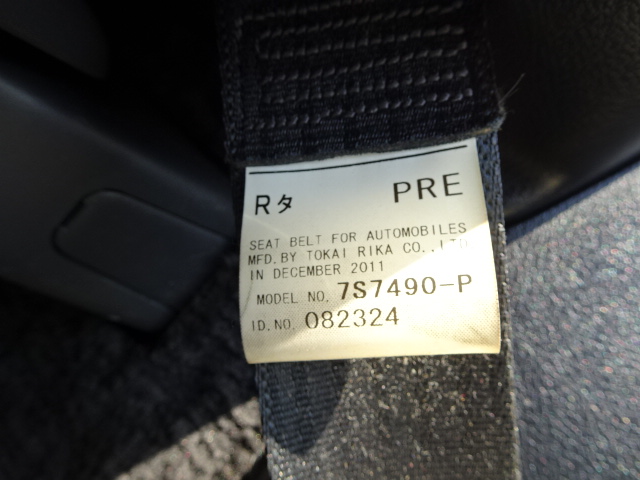 Rタ PRE
SEAT BELT FOR AUTOMOBILES
MFD.BY TOKAI RIKA CO.,LTD
IN DECEMBER 2011
MODEL NO. 7S7490-P
ID.NO. 082324